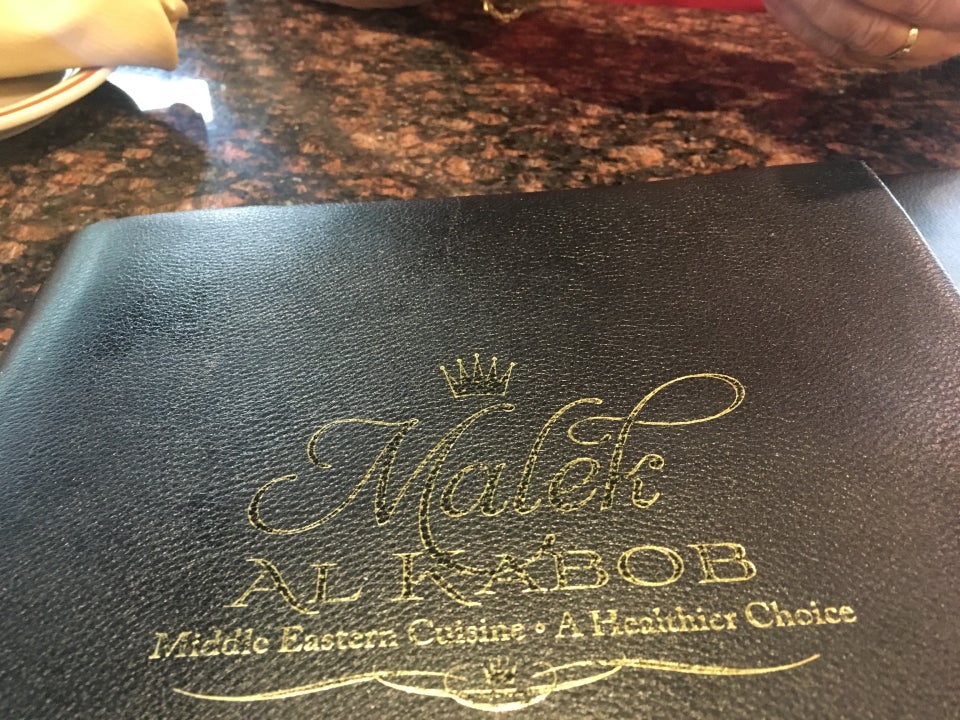 Malek
AL KABOB
Middle Eastern Cuisine • A Healthier Choice